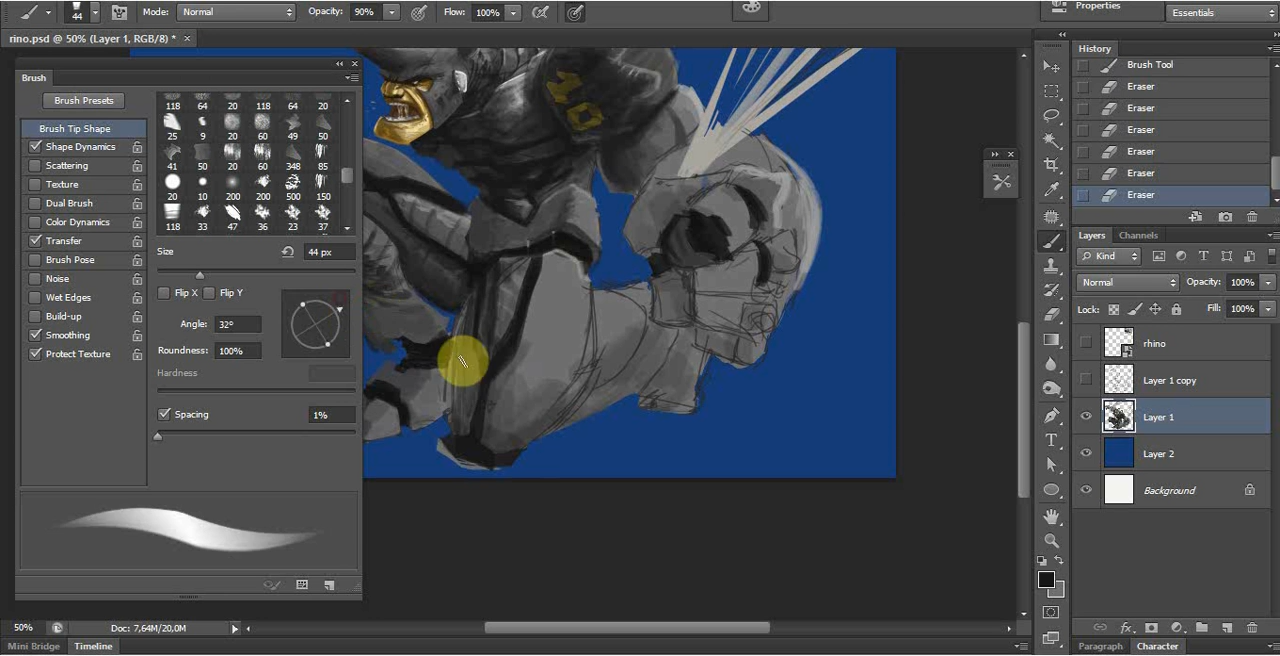 44 Mode: Normal Opacity: 90% Flow: 100% Properties Essentials
rino.psd @ 50% (Layer 1, RGB/8) * ×
Brush
Brush Presets
Brush Tip Shape
Shape Dynamics
Scattering
Texture
Dual Brush
Color Dynamics
Transfer
Brush Pose
Noise
Wet Edges
Build-up
Smoothing
Protect Texture
118 64 20 118 64 20
25 9 20 60 49 50
41 50 20 60 348 85
20 10 200 200 500 150
118 33 47 36 23 37
Size 44 px
Flip X Flip Y
Angle: 32°
Roundness: 100%
Hardness
Spacing 1%
10
History
Brush Tool
Eraser
Eraser
Eraser
Eraser
Eraser
Eraser
Layers Channels
Kind
Normal Opacity: 100%
Lock: Fill: 100%
rhino
Layer 1 copy
Layer 1
Layer 2
Background
50% Doc: 7,64M/20,0M
Mini Bridge Timeline
Paragraph Character